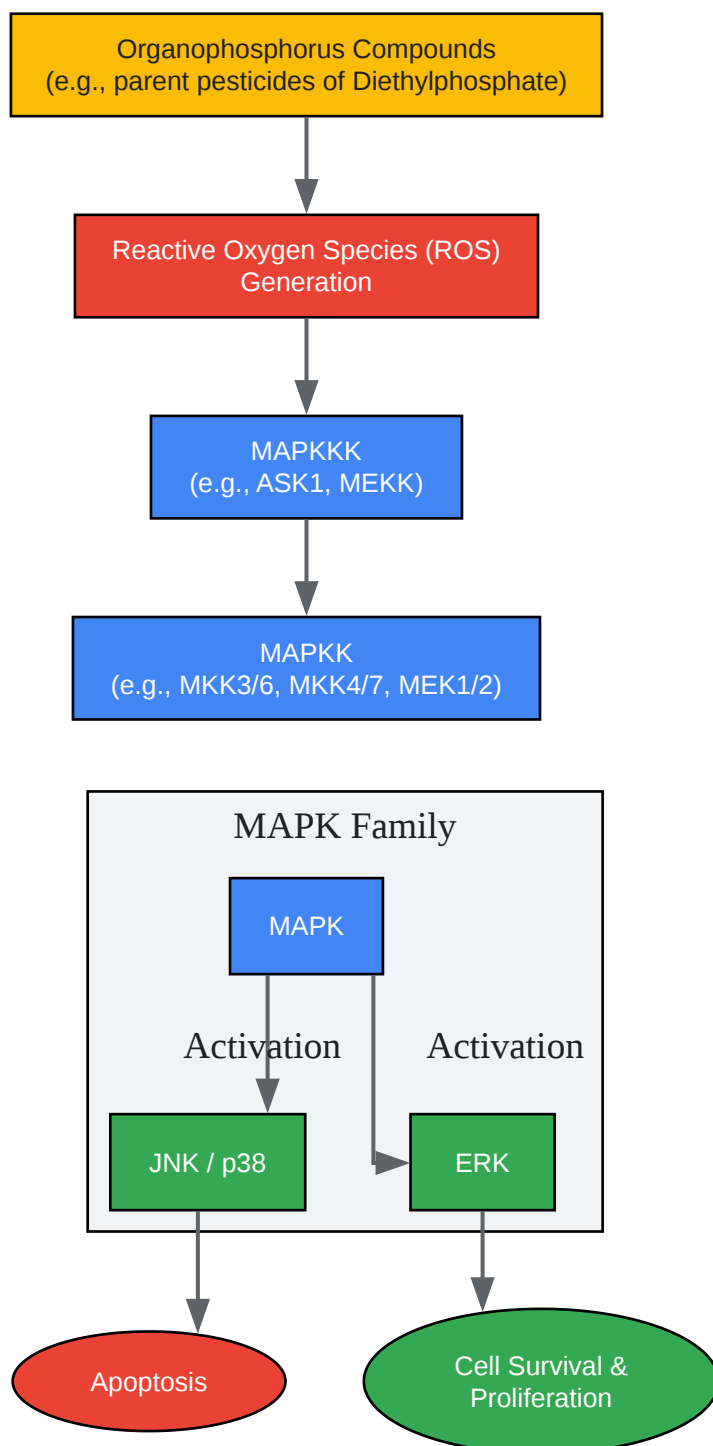 Organophosphorus Compounds
(e.g., parent pesticides of Diethylphosphate)
Reactive Oxygen Species (ROS)
Generation
MAPKKK
(e.g., ASK1, MEKK)
MAPKK
(e.g., MKK3/6, MKK4/7, MEK1/2)
MAPK Family
MAPK
Activation
Activation
JNK / p38
ERK
Apoptosis
Cell Survival &
Proliferation